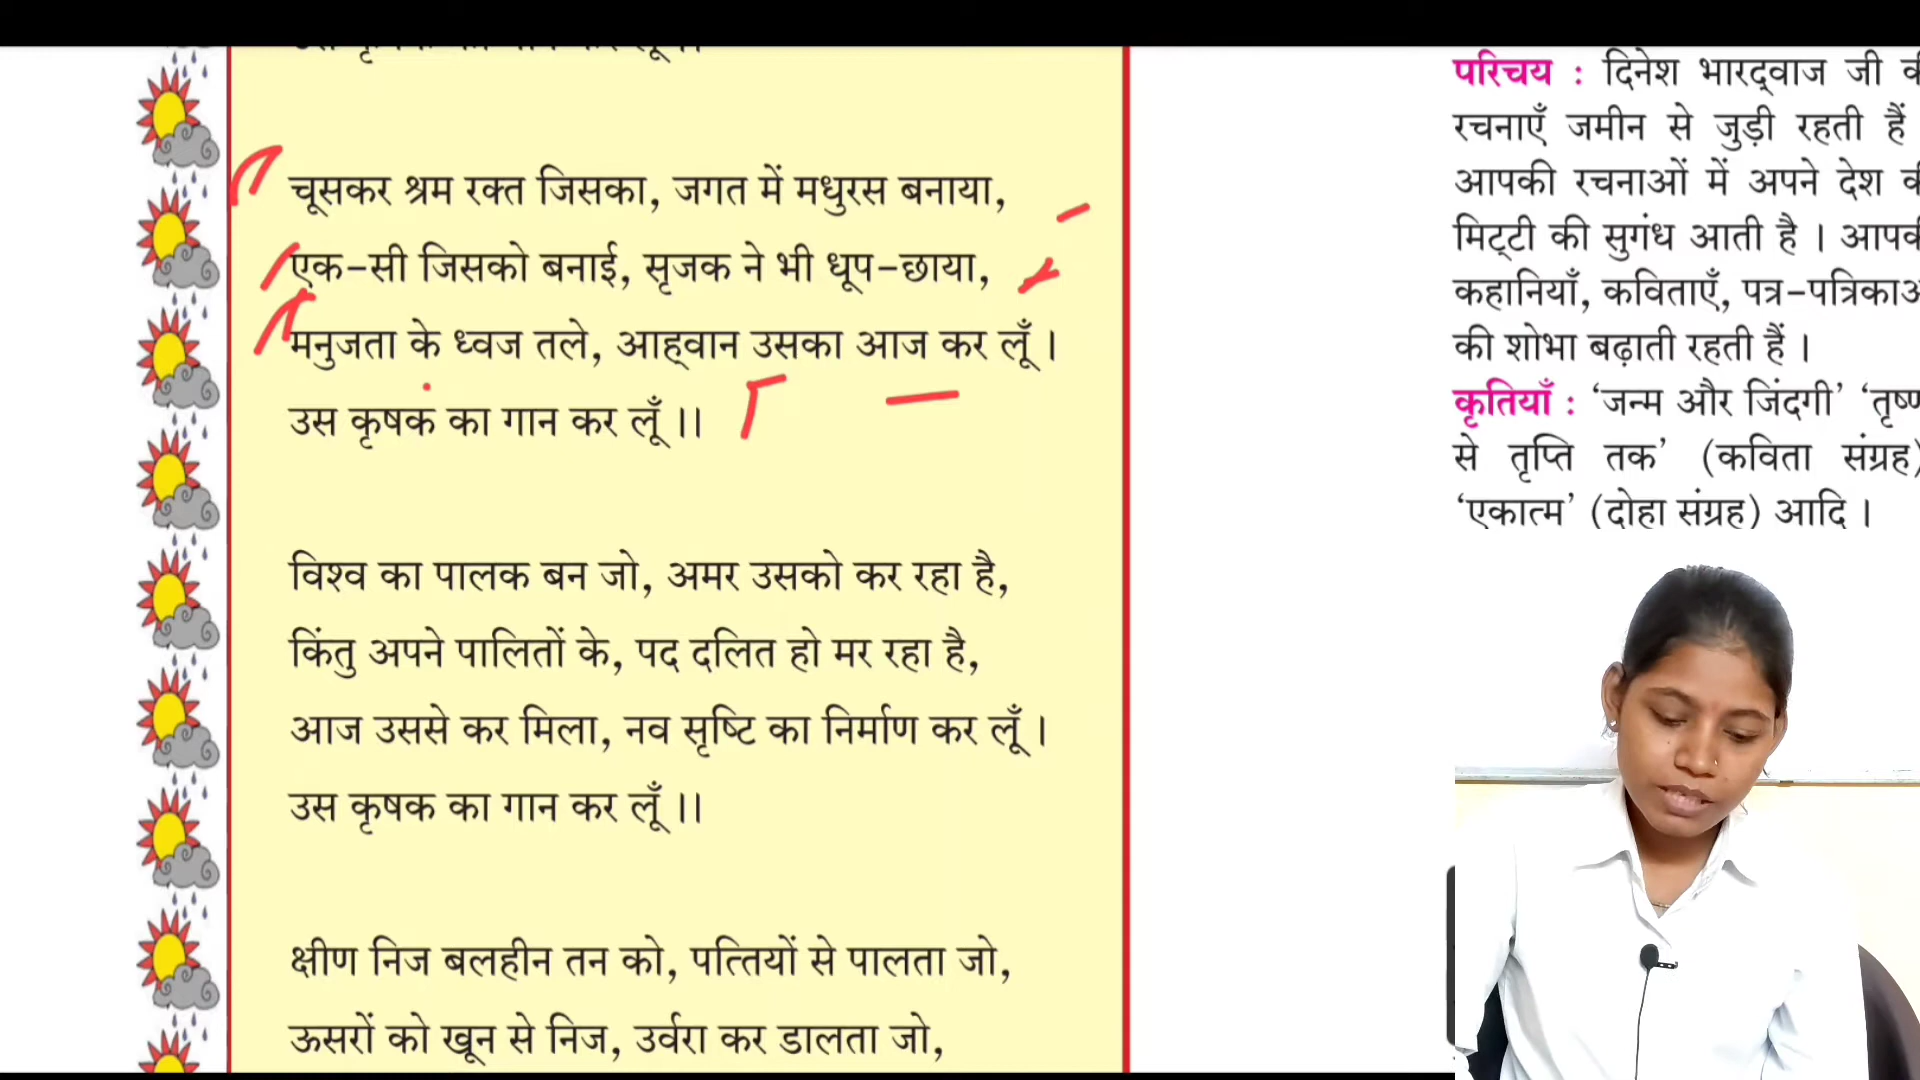 चूसकर श्रम रक्त जिसका, जगत में मधुरस बनाया,
एक-सी जिसको बनाई, सृजक ने भी धूप-छाया,
मनुजता के ध्वज तले, आह्‌वान उसका आज कर लूँ ।
उस कृषक का गान कर लूँ ।।
विश्व का पालक बन जो, अमर उसको कर रहा है,
किंतु अपने पालितों के, पद दलित हो मर रहा है,
आज उससे कर मिला, नव सृष्टि का निर्माण कर लूँ ।
उस कृषक का गान कर लूँ ।।
क्षीण निज बलहीन तन को, पत्तियों से पालता जो,
ऊसरों को खून से निज, उर्वरा कर डालता जो,
परिचय : दिनेश भारद्‌वाज जी
रचनाएँ जमीन से जुड़ी रहती हैं
आपकी रचनाओं में अपने देश
मिट्‌टी की सुगंध आती है ।
कहानियाँ, कविताएँ,
की शोभा बढ़ाती रहती हैं ।
कृतियाँ : ‘जन्म और जिंदगी’
से तृप्ति तक’ (कविता संग्रह)
‘एकात्म’ (दोहा संग्रह) आदि ।